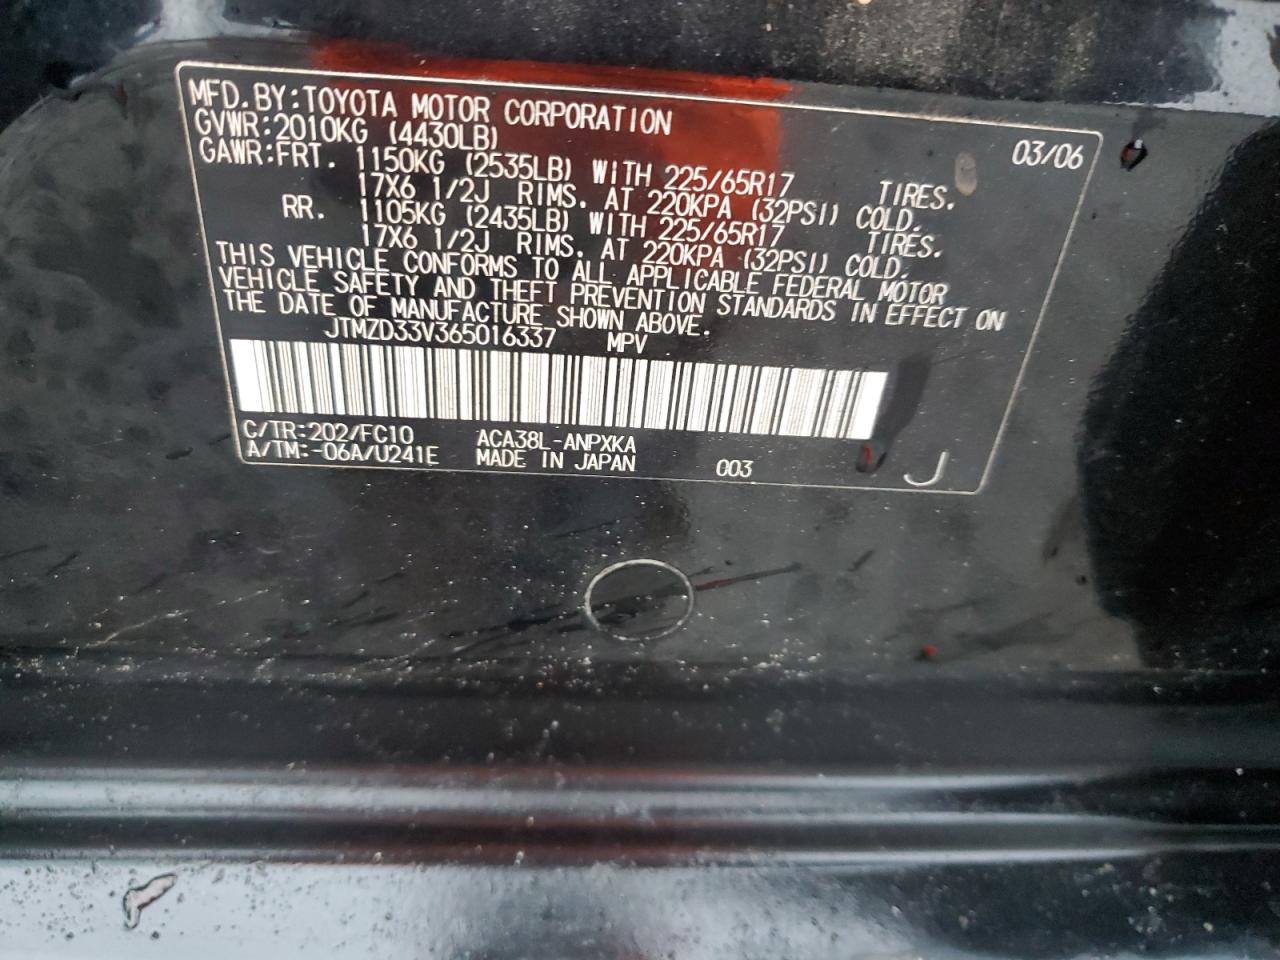 MFD.BY:TOYOTA MOTOR CORPORATION 03/06
GVWR:2010KG (4430LB)
GAWR:FRT. 1150KG (2535LB) WITH 225/65R17 TIRES.
17X6 1/2J RIMS. AT 220KPA (32PSI) COLD.
RR. 1105KG (2435LB) WITH 225/65R17 TIRES.
17X6 1/2J RIMS. AT 220KPA (32PSI) COLD.
THIS VEHICLE CONFORMS TO ALL APPLICABLE FEDERAL MOTOR
VEHICLE SAFETY AND THEFT PREVENTION STANDARDS IN EFFECT ON
THE DATE OF MANUFACTURE SHOWN ABOVE.
JTMZD33V365016337 MPV
C/TR:202/FC10 ACA38L-ANPXKA
A/TM:-06A/U241E MADE IN JAPAN 003 J